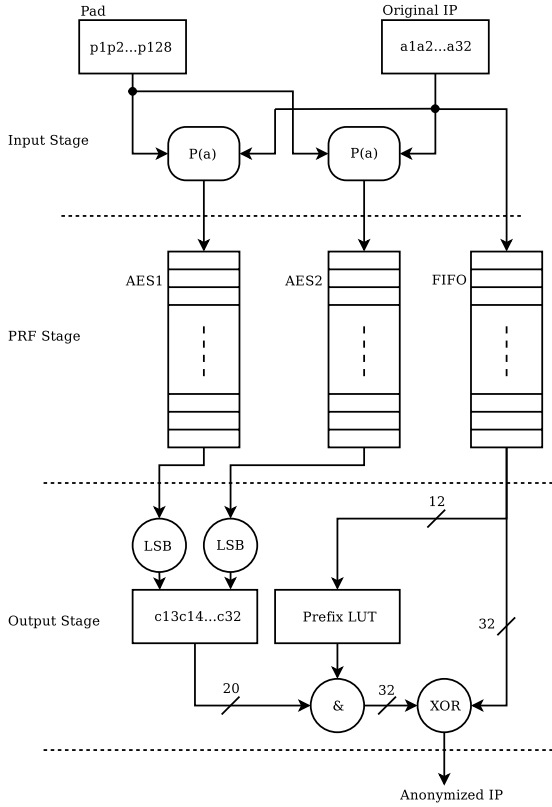 Pad
Original IP
p1p2...p128
a1a2...a32
Input Stage
P(a)
P(a)
AES1
AES2
FIFO
PRF Stage
12
LSB
LSB
Output Stage
c13c14...c32
Prefix LUT
32
20
32
&
XOR
Anonymized IP